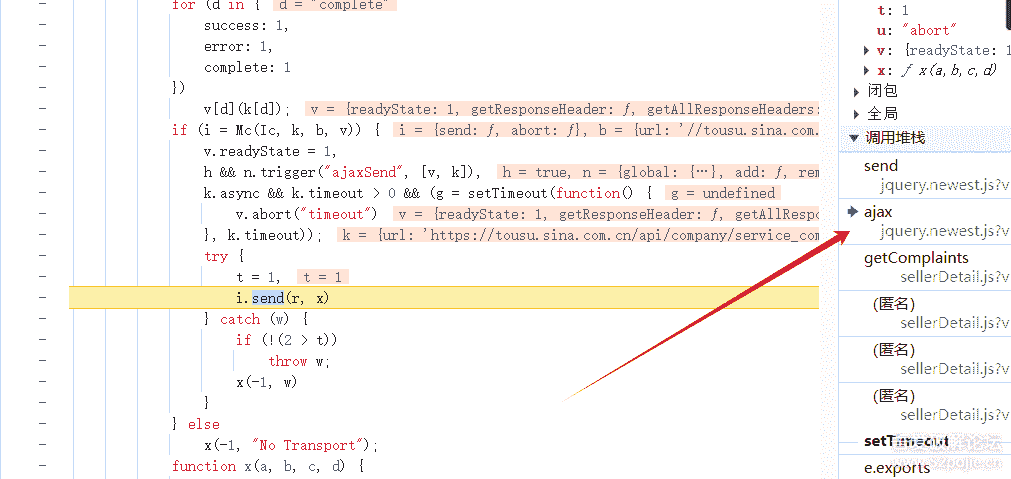 for (d in {  d = "complete"
success: 1,
error: 1,
complete: 1
})
v[d](k[d]);  v = {readyState: 1, getResponseHeader: ƒ, getAllResponseHeaders:
if (i = Mc(Ic, k, b, v)) {  i = {send: ƒ, abort: ƒ}, b = {url: '//tousu.sina.com.
v.readyState = 1,
h && n.trigger("ajaxSend", [v, k]),  h = true, n = {global: {…}, add: ƒ, rem
k.async && k.timeout > 0 && (g = setTimeout(function() {  g = undefined
v.abort("timeout")  v = {readyState: 1, getResponseHeader: ƒ, getAllRespo
}, k.timeout));  k = {url: 'https://tousu.sina.com.cn/api/company/service_com
try {
t = 1,  t = 1
i.send(r, x)
} catch (w) {
if (!(2 > t))
throw w;
x(-1, w)
}
} else
x(-1, "No Transport");
function x(a, b, c, d) {
t: 1
u: "abort"
v: {readyState: 1
x: ƒ x(a,b,c,d)
闭包
全局
调用堆栈
send
jquery.newest.js?v
ajax
jquery.newest.js?v
getComplaints
sellerDetail.js?v
(匿名)
sellerDetail.js?v
(匿名)
sellerDetail.js?v
(匿名)
sellerDetail.js?v
setTimeout
e.exports
www.52pojie.cn